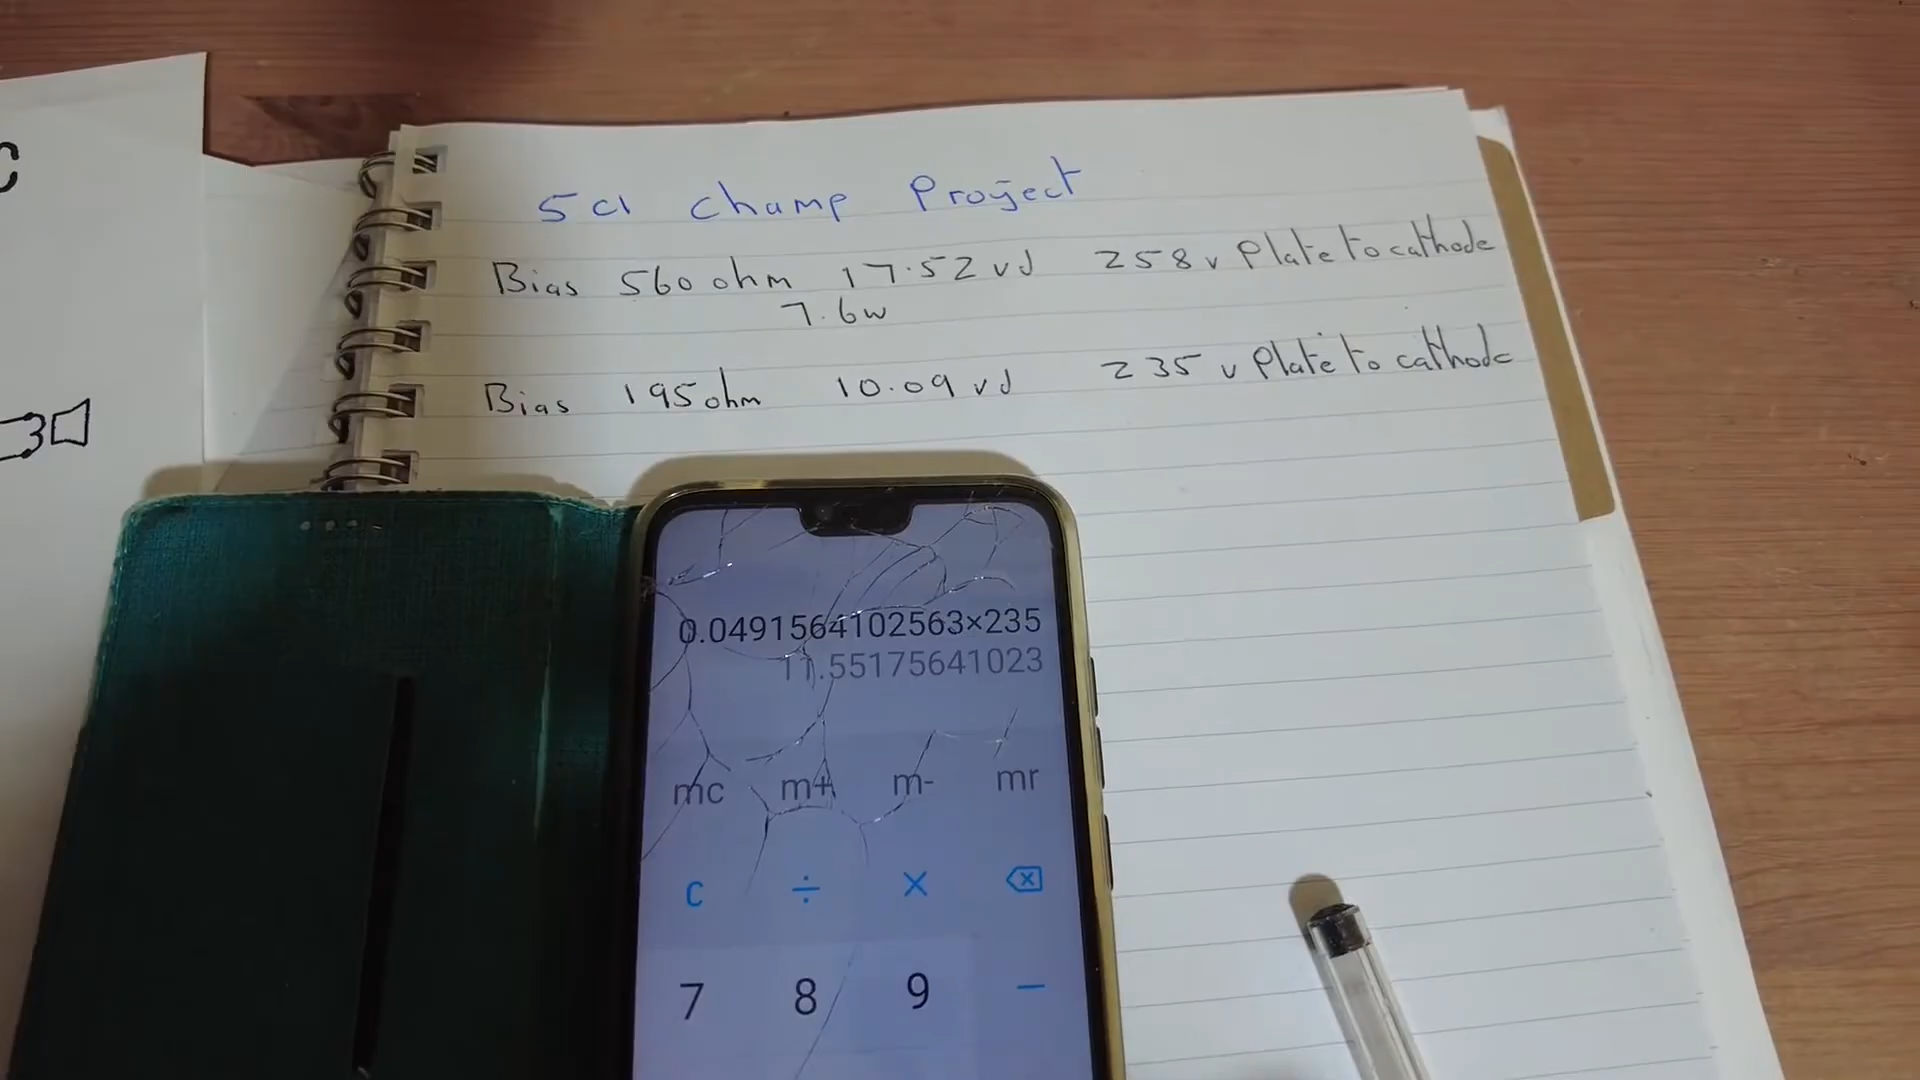 5c1 champ Project
Bias 560 ohm 17.52 vd 258 v Plate to cathode
7.6w
Bias 195 ohm 10.09 vd 235 v Plate to cathode
0.0491564102563×235
11.55175641023
mc m+ m- mr
C ÷ ×
7 8 9 −